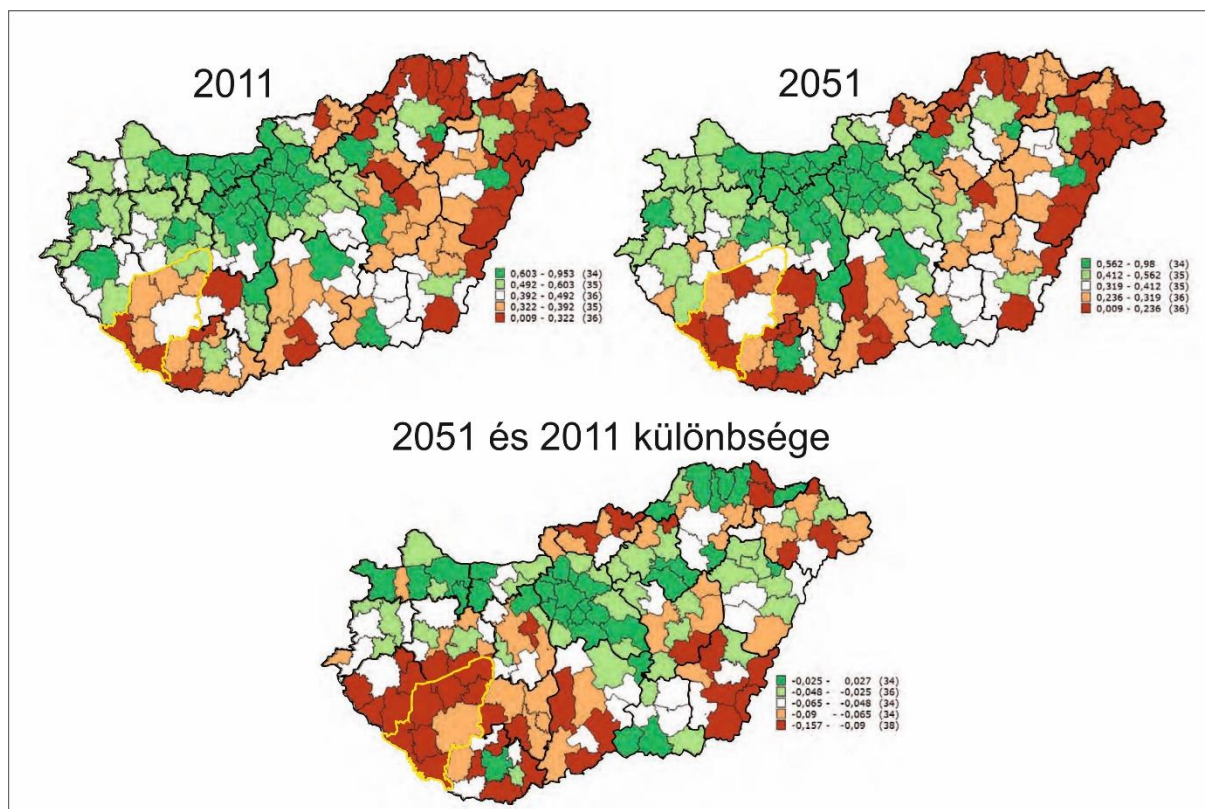 2011
2051
0,603 - 0,953 (34)
0,492 - 0,603 (35)
0,392 - 0,492 (36)
0,322 - 0,392 (35)
0,009 - 0,322 (36)
0,562 - 0,98 (34)
0,412 - 0,562 (35)
0,319 - 0,412 (35)
0,236 - 0,319 (36)
0,009 - 0,236 (36)
2051 és 2011 különbsége
-0,025 - 0,027 (34)
-0,048 - -0,025 (36)
-0,065 - -0,048 (34)
-0,09 - -0,065 (34)
-0,157 - -0,09 (38)